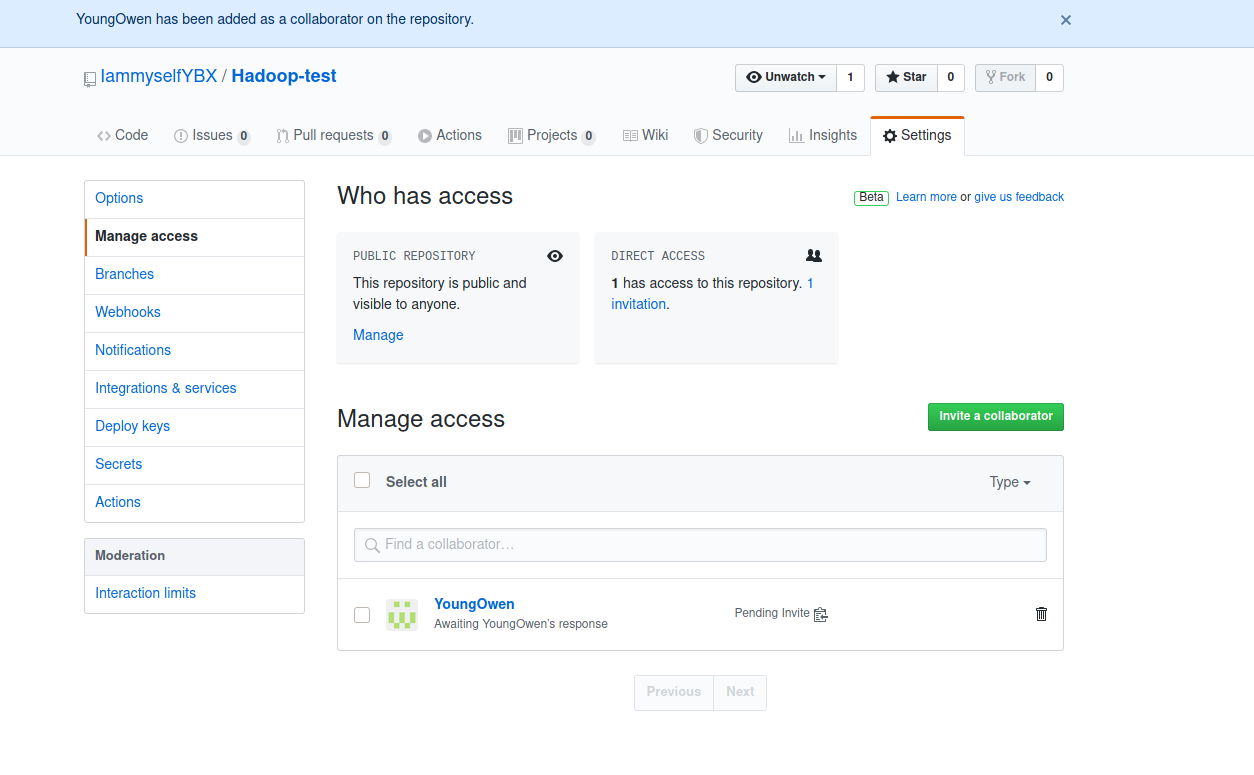 YoungOwen has been added as a collaborator on the repository.
IammyselfYBX / Hadoop-test
Unwatch 1 Star 0 Fork 0
Code Issues 0 Pull requests 0 Actions Projects 0 Wiki Security Insights Settings
Options
Manage access
Branches
Webhooks
Notifications
Integrations & services
Deploy keys
Secrets
Actions
Moderation
Interaction limits
Who has access
Beta Learn more or give us feedback
PUBLIC REPOSITORY
This repository is public and
visible to anyone.
Manage
DIRECT ACCESS
1 has access to this repository. 1
invitation.
Manage access
Invite a collaborator
Select all
Type
Find a collaborator…
YoungOwen
Awaiting YoungOwen's response
Pending Invite
Previous Next